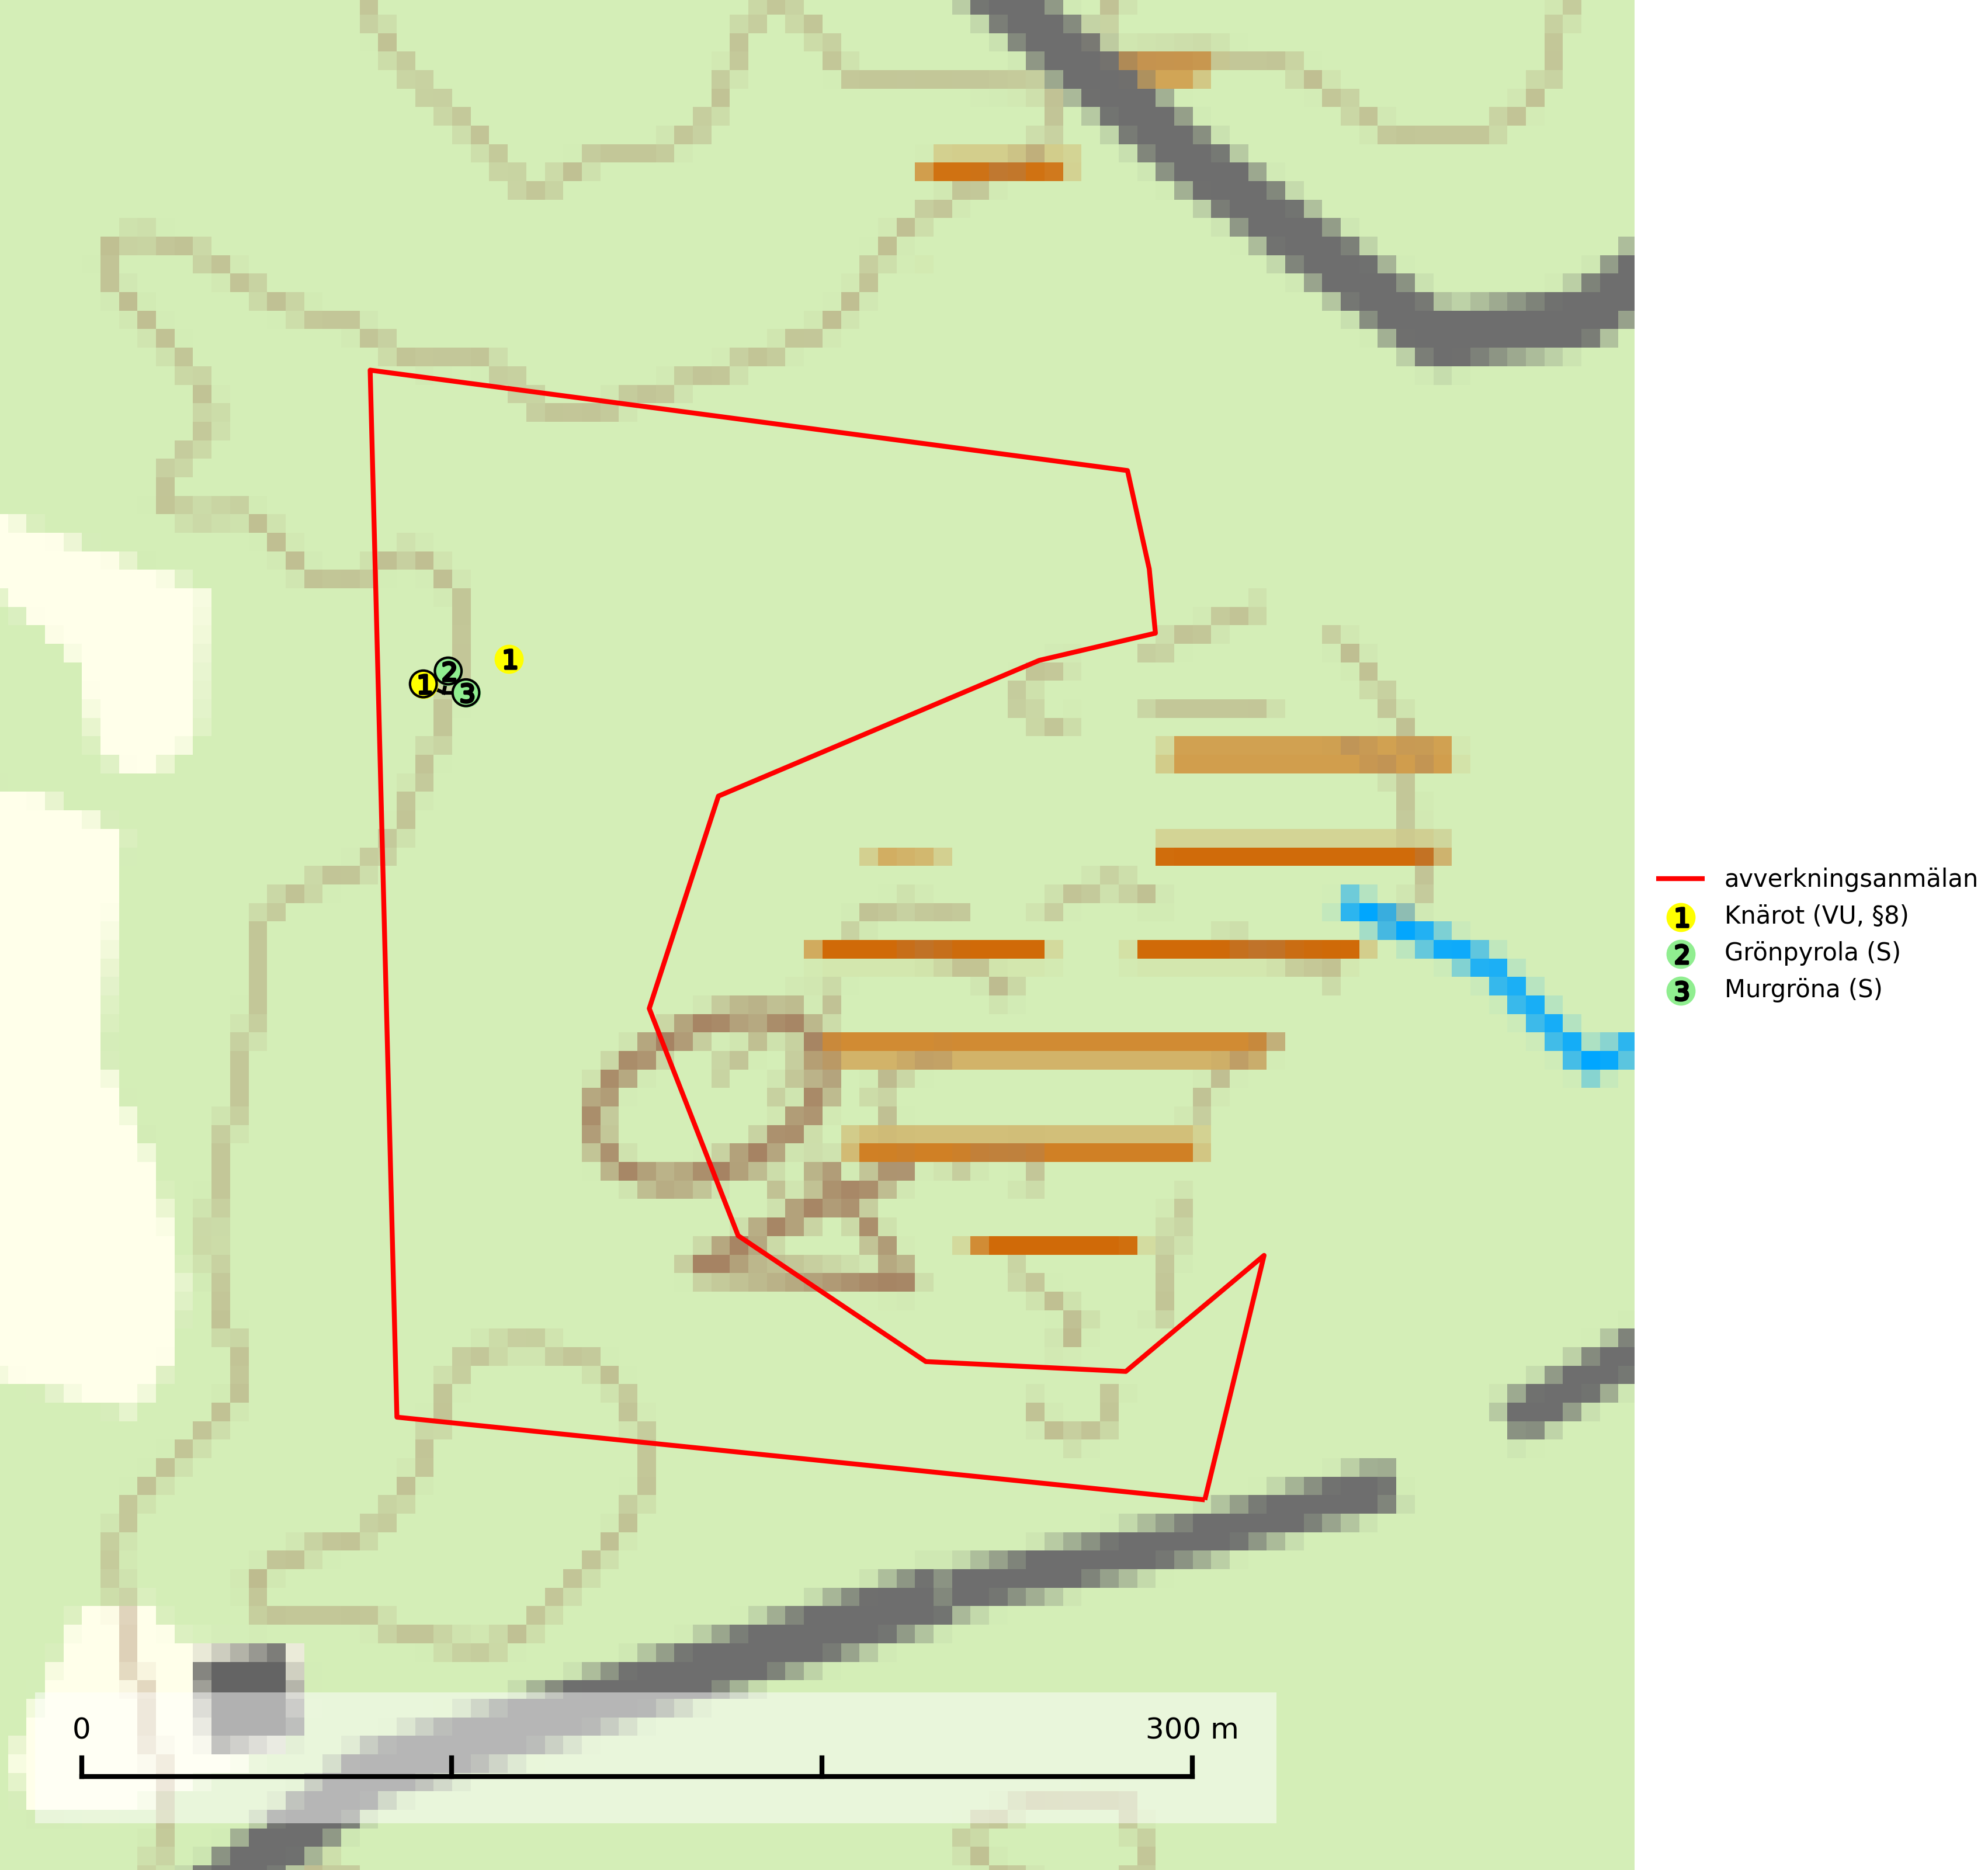 1
2
1
3
avverkningsanmälan
1 Knärot (VU, §8)
2 Grönpyrola (S)
3 Murgröna (S)
0 300 m